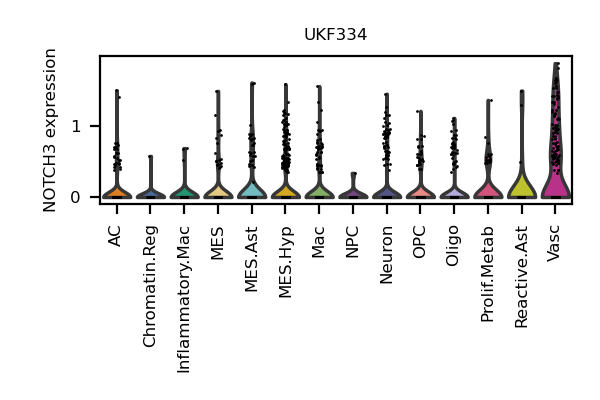 UKF334
NOTCH3 expression
1
0
AC
Chromatin.Reg
Inflammatory.Mac
MES
MES.Ast
MES.Hyp
Mac
NPC
Neuron
OPC
Oligo
Prolif.Metab
Reactive.Ast
Vasc